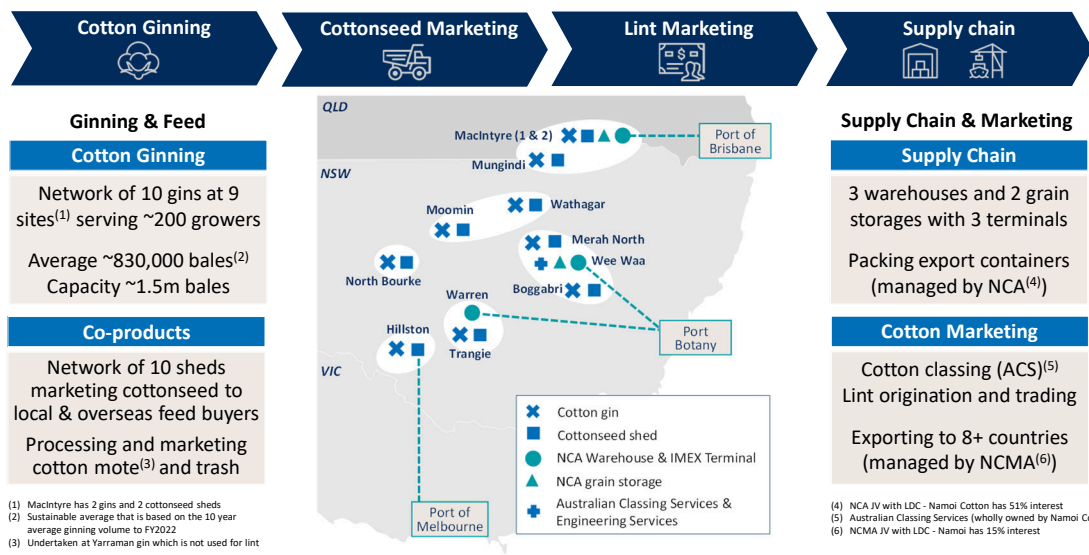 Cotton Ginning
Cottonseed Marketing
Lint Marketing
Supply chain
Ginning & Feed
Cotton Ginning
Network of 10 gins at 9
sites(1) serving ~200 growers
Average ~830,000 bales(2)
Capacity ~1.5m bales
Co-products
Network of 10 sheds
marketing cottonseed to
local & overseas feed buyers
Processing and marketing
cotton mote(3) and trash
(1) MacIntyre has 2 gins and 2 cottonseed sheds
(2) Sustainable average that is based on the 10 year
average ginning volume to FY2022
(3) Undertaken at Yarraman gin which is not used for lint
QLD
MacIntyre (1 & 2)
Port of
Brisbane
Mungindi
NSW
Moomin
Wathagar
Merah North
Wee Waa
North Bourke
Boggabri
Warren
Hillston
Trangie
Port
Botany
VIC
Cotton gin
Cottonseed shed
NCA Warehouse & IMEX Terminal
NCA grain storage
Australian Classing Services &
Engineering Services
Port of
Melbourne
Supply Chain & Marketing
Supply Chain
3 warehouses and 2 grain
storages with 3 terminals
Packing export containers
(managed by NCA(4))
Cotton Marketing
Cotton classing (ACS)(5)
Lint origination and trading
Exporting to 8+ countries
(managed by NCMA(6))
(4) NCA JV with LDC - Namoi Cotton has 51% interest
(5) Australian Classing Services (wholly owned by Namoi Co
(6) NCMA JV with LDC - Namoi has 15% interest